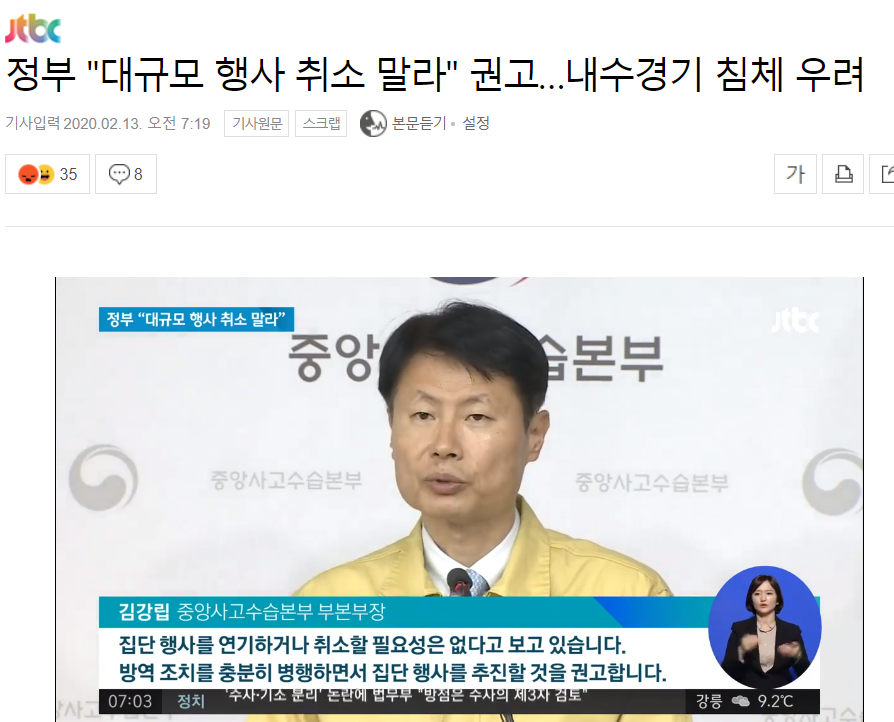 jtbc
정부 "대규모 행사 취소 말라" 권고...내수경기 침체 우려
기사입력 2020.02.13. 오전 7:19 기사원문 스크랩 본문듣기 · 설정
35 8 가
정부 “대규모 행사 취소 말라” jtbc
중앙 습본부
중앙사고수습본부 중앙사고수습본부
김강립 중앙사고수습본부 부본부장
집단 행사를 연기하거나 취소할 필요성은 없다고 보고 있습니다.
방역 조치를 충분히 병행하면서 집단 행사를 추진할 것을 권고합니다.
07:03 정치 '수사·기소 분리' 논란에 법무부 "방점은 수사의 제3자 검토" 강릉 9.2℃